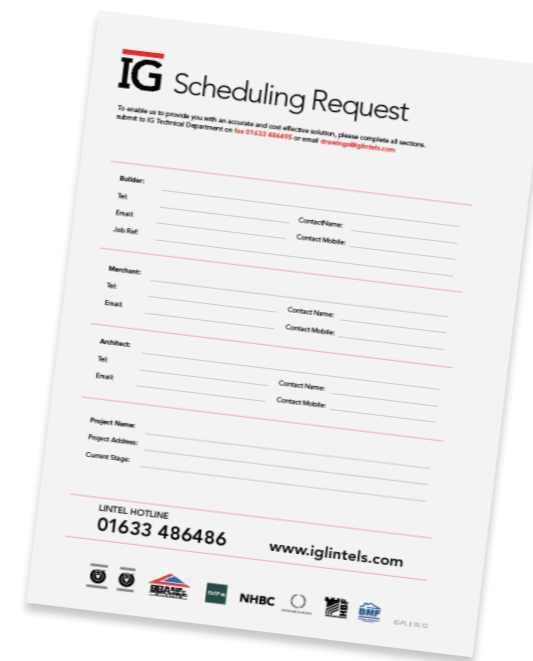 IG Scheduling Request
To enable us to provide you with an accurate and cost effective solution, please complete all sections.
submit to IG Technical Department on fax 01633 486495 or email drawings@iglintels.com
Builder:
Tel:
ContactName:
Email:
Contact Mobile:
Job Ref:
Merchant:
Tel:
Contact Name:
Email:
Contact Mobile:
Architect:
Tel:
Contact Name:
Email:
Contact Mobile:
Project Name:
Project Address:
Current Stage:
LINTEL HOTLINE
01633 486486
www.iglintels.com
NHBC
HBF
BMF